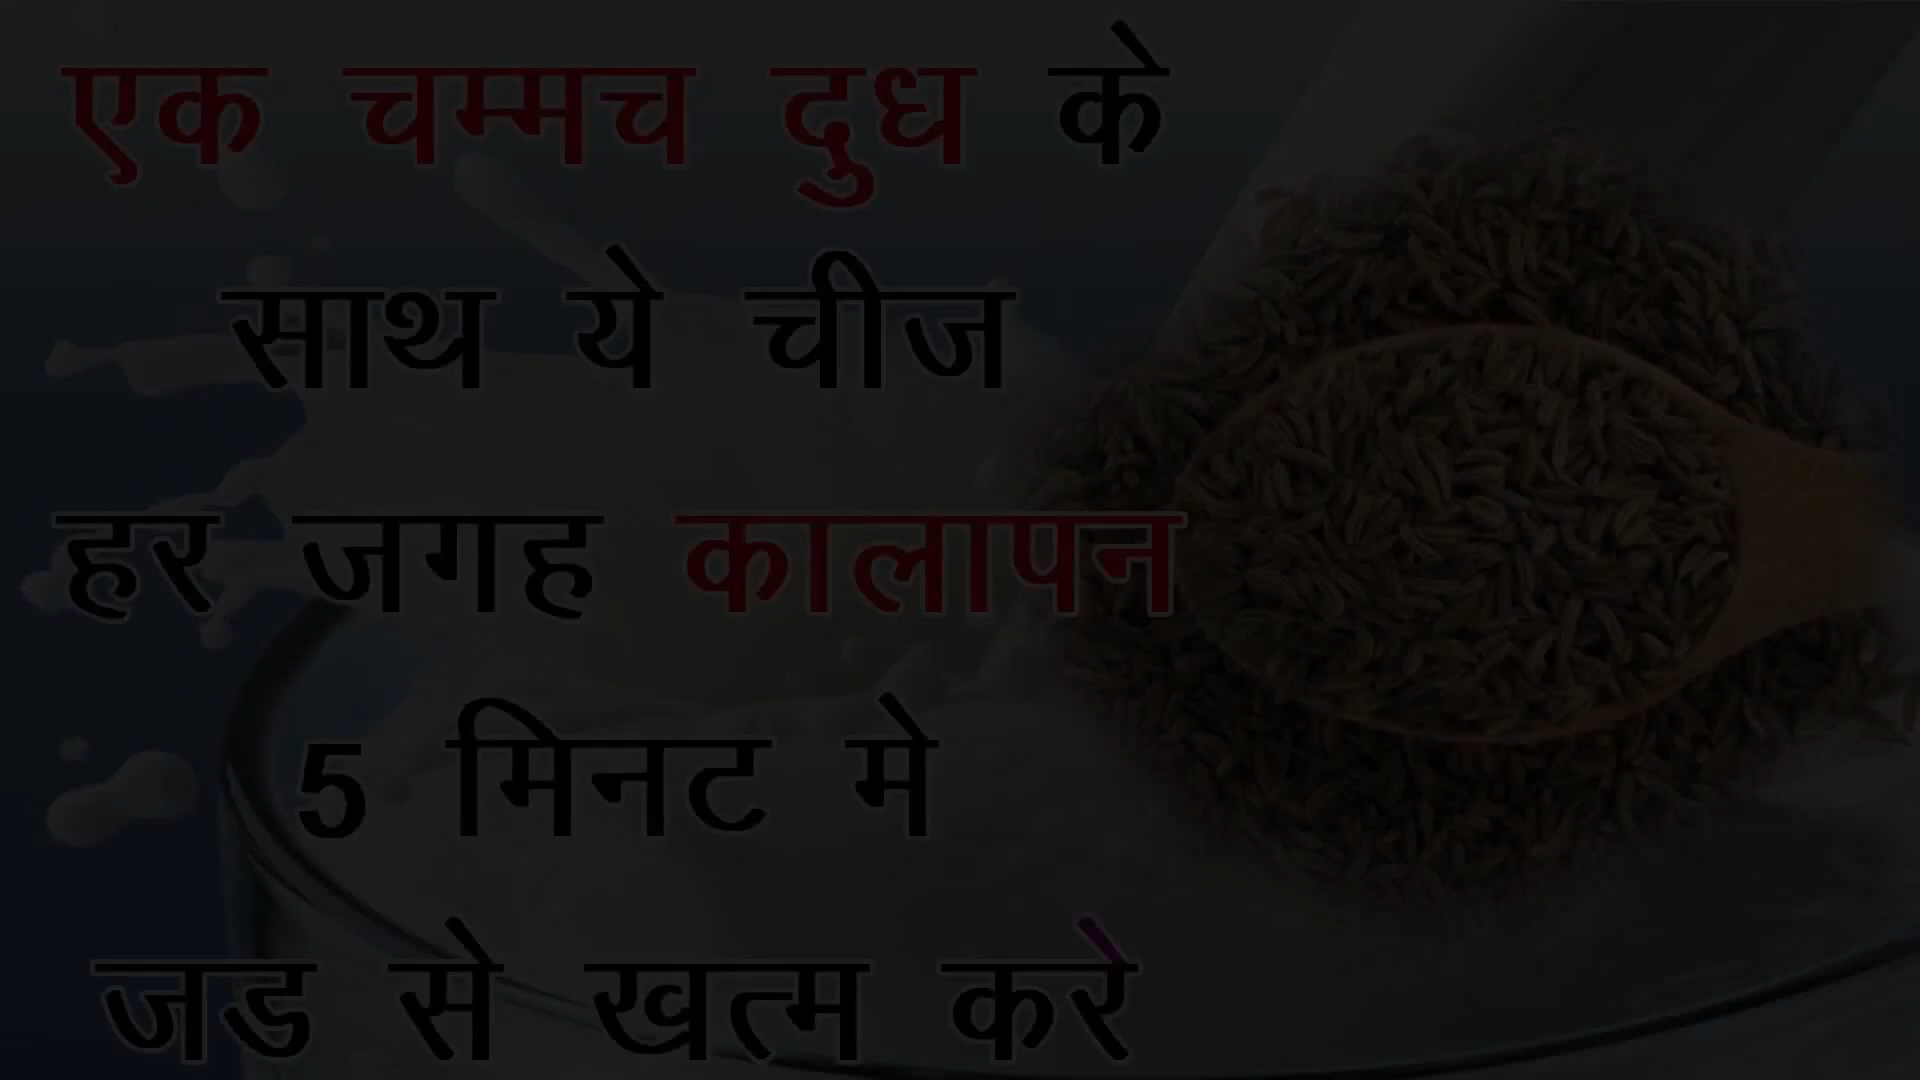 एक चम्मच दुध के
साथ ये चीज
हर जगह कालापन
5 मिनट मे
जड से खत्म करे